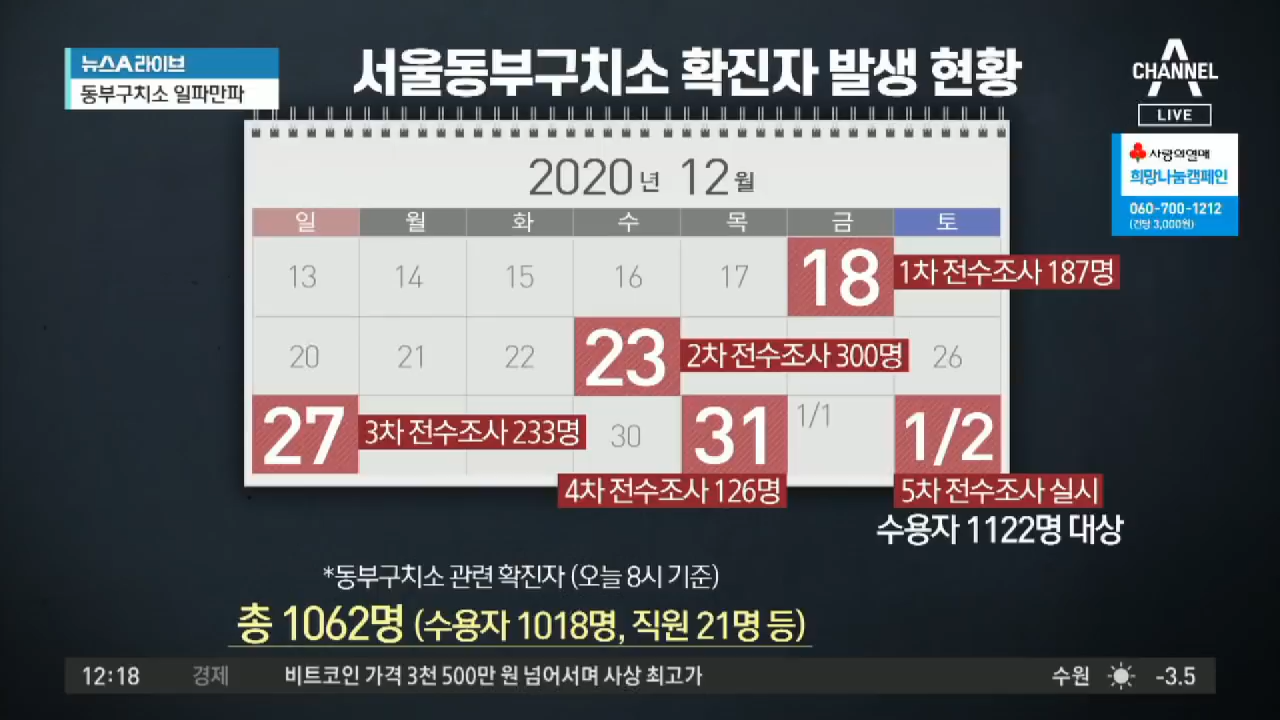 뉴스A 라이브
동부구치소 일파만파
서울동부구치소 확진자 발생 현황
CHANNEL A
LIVE
사랑의열매
희망나눔캠페인
060-700-1212
(건당 3,000원)
2020년 12월
일 월 화 수 목 금 토
13 14 15 16 17 18 1차 전수조사 187명
20 21 22 23 2차 전수조사 300명 26
27 3차 전수조사 233명 30 31 1/1 1/2
4차 전수조사 126명 5차 전수조사 실시
수용자 1122명 대상
*동부구치소 관련 확진자 (오늘 8시 기준)
총 1062명 (수용자 1018명, 직원 21명 등)
12:18 경제 비트코인 가격 3천 500만 원 넘어서며 사상 최고가 수원 -3.5